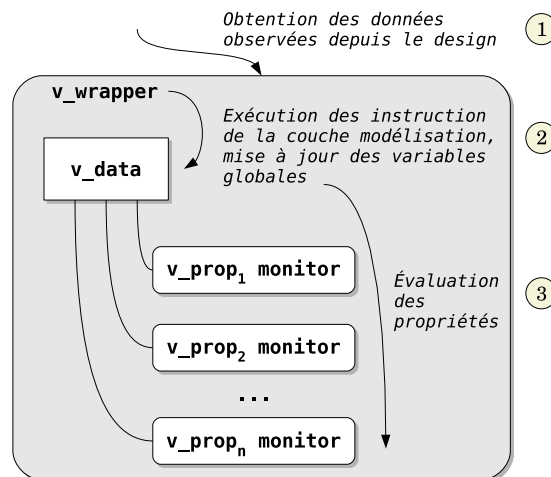 Obtention des données
observées depuis le design
1
v_wrapper
Exécution des instruction
de la couche modélisation,
mise à jour des variables
globales
2
v_data
v_prop1 monitor
Évaluation
des
propriétés
3
v_prop2 monitor
...
v_propn monitor